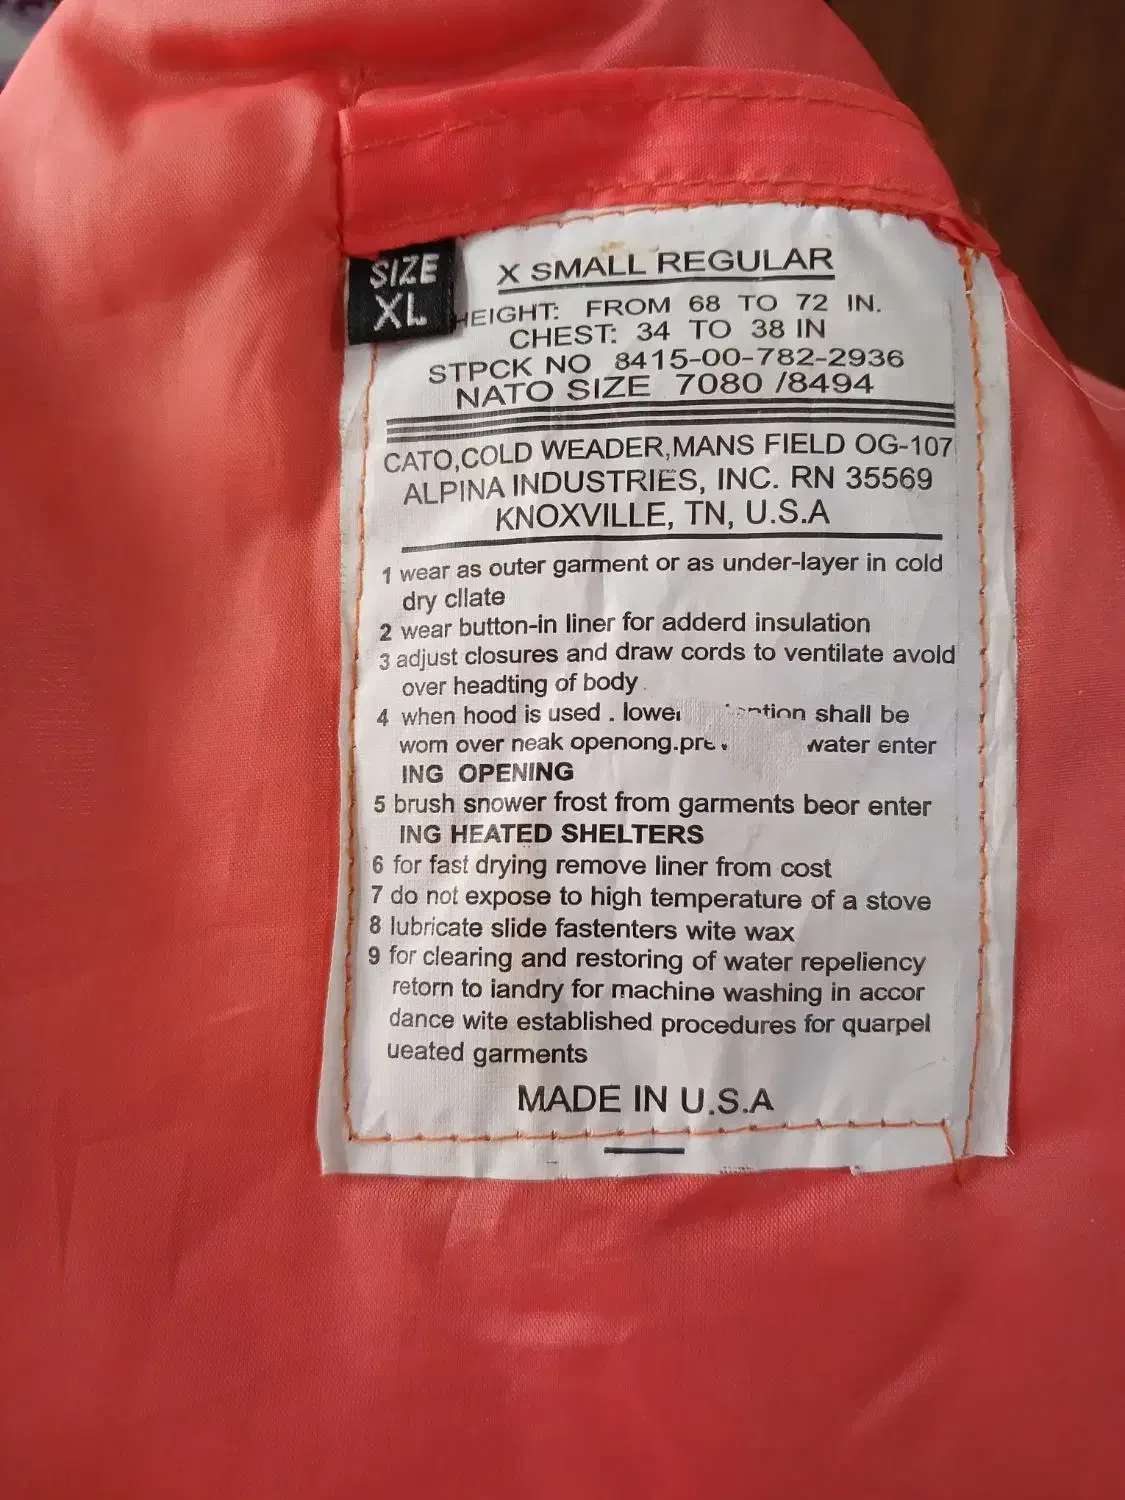 SIZE
XL
X SMALL REGULAR
HEIGHT: FROM 68 TO 72 IN.
CHEST: 34 TO 38 IN
STPCK NO 8415-00-782-2936
NATO SIZE 7080 /8494
CATO,COLD WEADER,MANS FIELD OG-107
ALPINA INDUSTRIES, INC. RN 35569
KNOXVILLE, TN, U.S.A
1 wear as outer garment or as under-layer in cold
dry cllate
2 wear button-in liner for adderd insulation
3 adjust closures and draw cords to ventilate avold
over headting of body
4 when hood is used . lower shall be
wom over neak openong. water enter
ING OPENING
5 brush snower frost from garments beor enter
ING HEATED SHELTERS
6 for fast drying remove liner from cost
7 do not expose to high temperature of a stove
8 lubricate slide fastenters wite wax
9 for clearing and restoring of water repeliency
retorn to iandry for machine washing in accor
dance wite established procedures for quarpel
ueated garments
MADE IN U.S.A